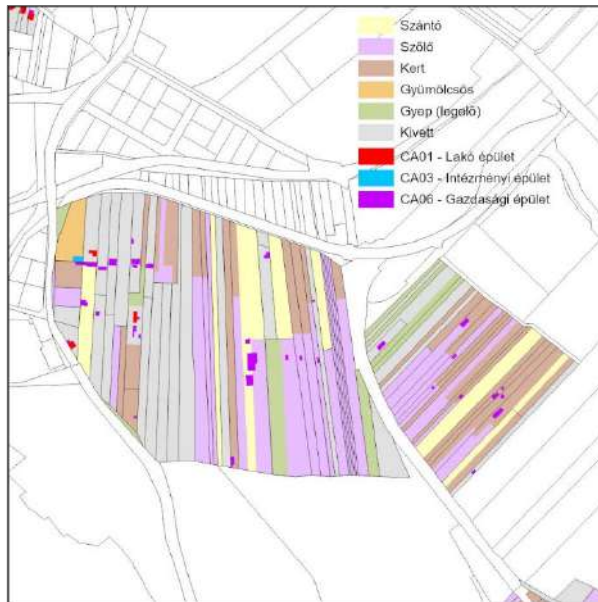 Szántó
Szőlő
Kert
Gyümölcsös
Gyep (legelő)
Kivett
CA01 - Lakó épület
CA03 - Intézményi épület
CA06 - Gazdasági épület